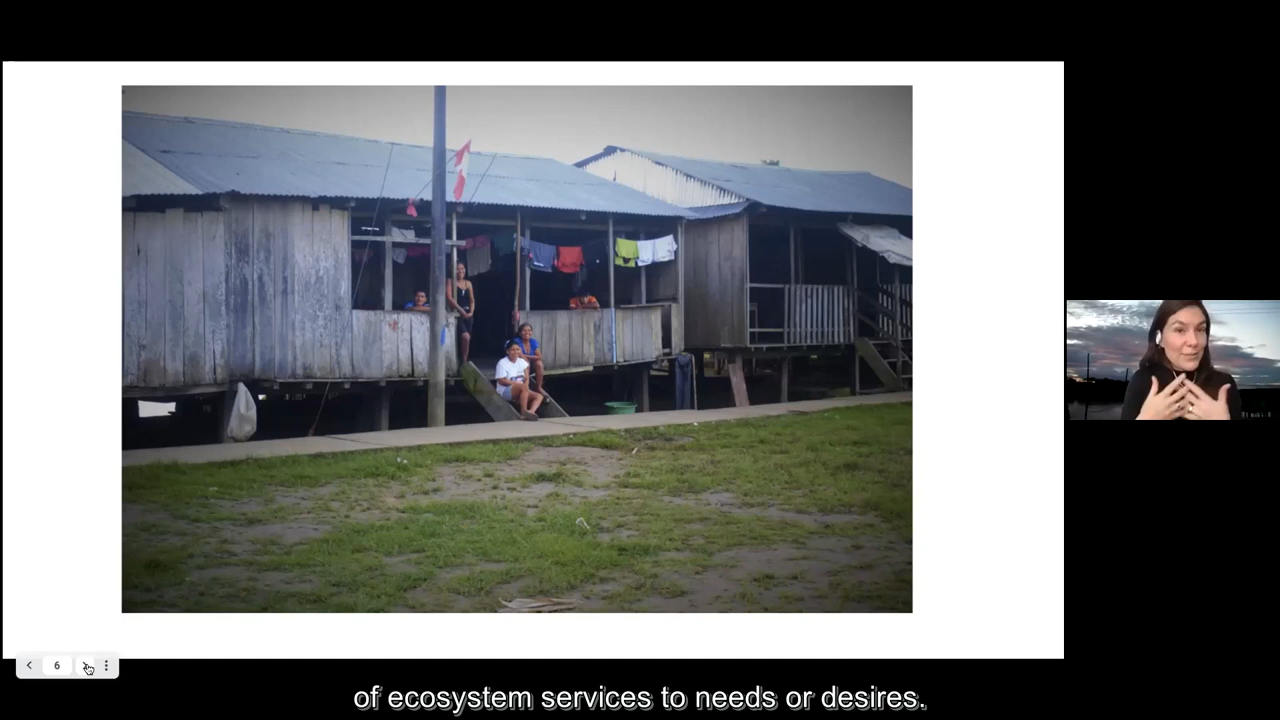 6
of ecosystem services to needs or desires.